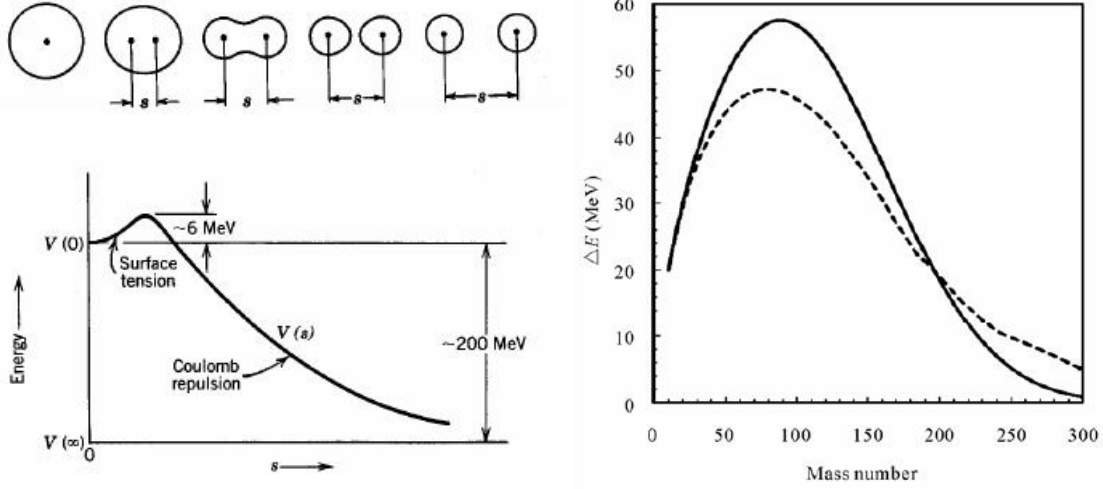 s
s
s
s
V(0)
~6 MeV
Surface
tension
V(s)
~200 MeV
Coulomb
repulsion
Energy
V(∞)
0
s
60
50
40
30
20
10
0
△E (MeV)
0 50 100 150 200 250 300
Mass number